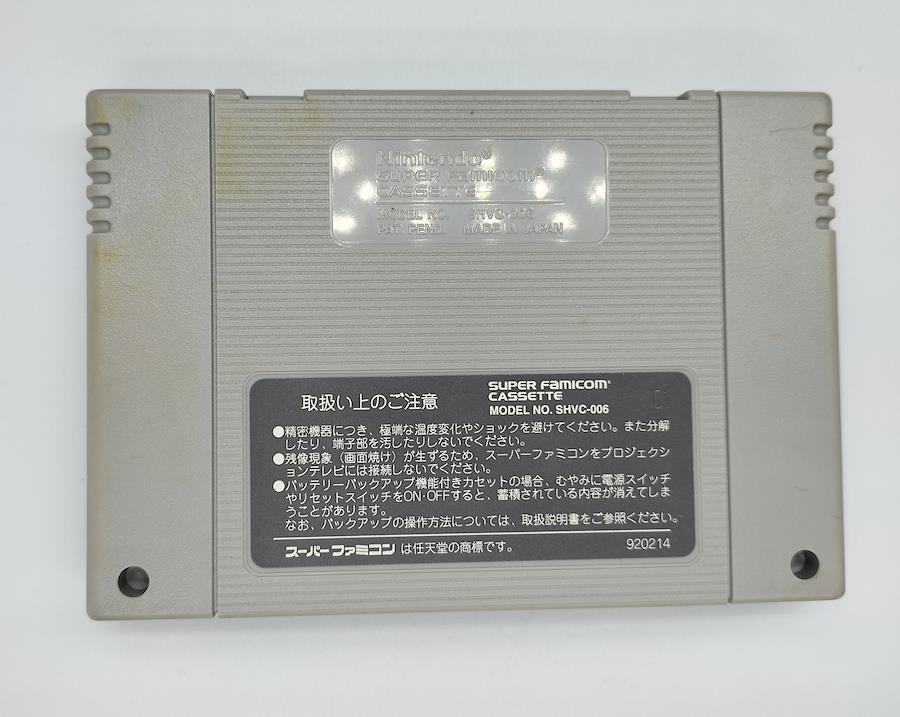 Nintendo®
SUPER FAMICOM®
CASSETTE
MODEL NO. SHVC-006
PAT. PEND. MADE IN JAPAN
取扱い上のご注意
SUPER FAMICOM®
CASSETTE
MODEL NO. SHVC-006
01
●精密機器につき、極端な温度変化やショックを避けてください。また分解
したり、端子部を汚したりしないでください。
●残像現象（画面焼け）が生ずるため、スーパーファミコンをプロジェクシ
ョンテレビには接続しないでください。
●バッテリーバックアップ機能付きカセットの場合、むやみに電源スイッチ
やリセットスイッチをON·OFFすると、蓄積されている内容が消えてしま
うことがあります。
なお、バックアップの操作方法については、取扱説明書をご参照ください。
スーパーファミコンは任天堂の商標です。
920214